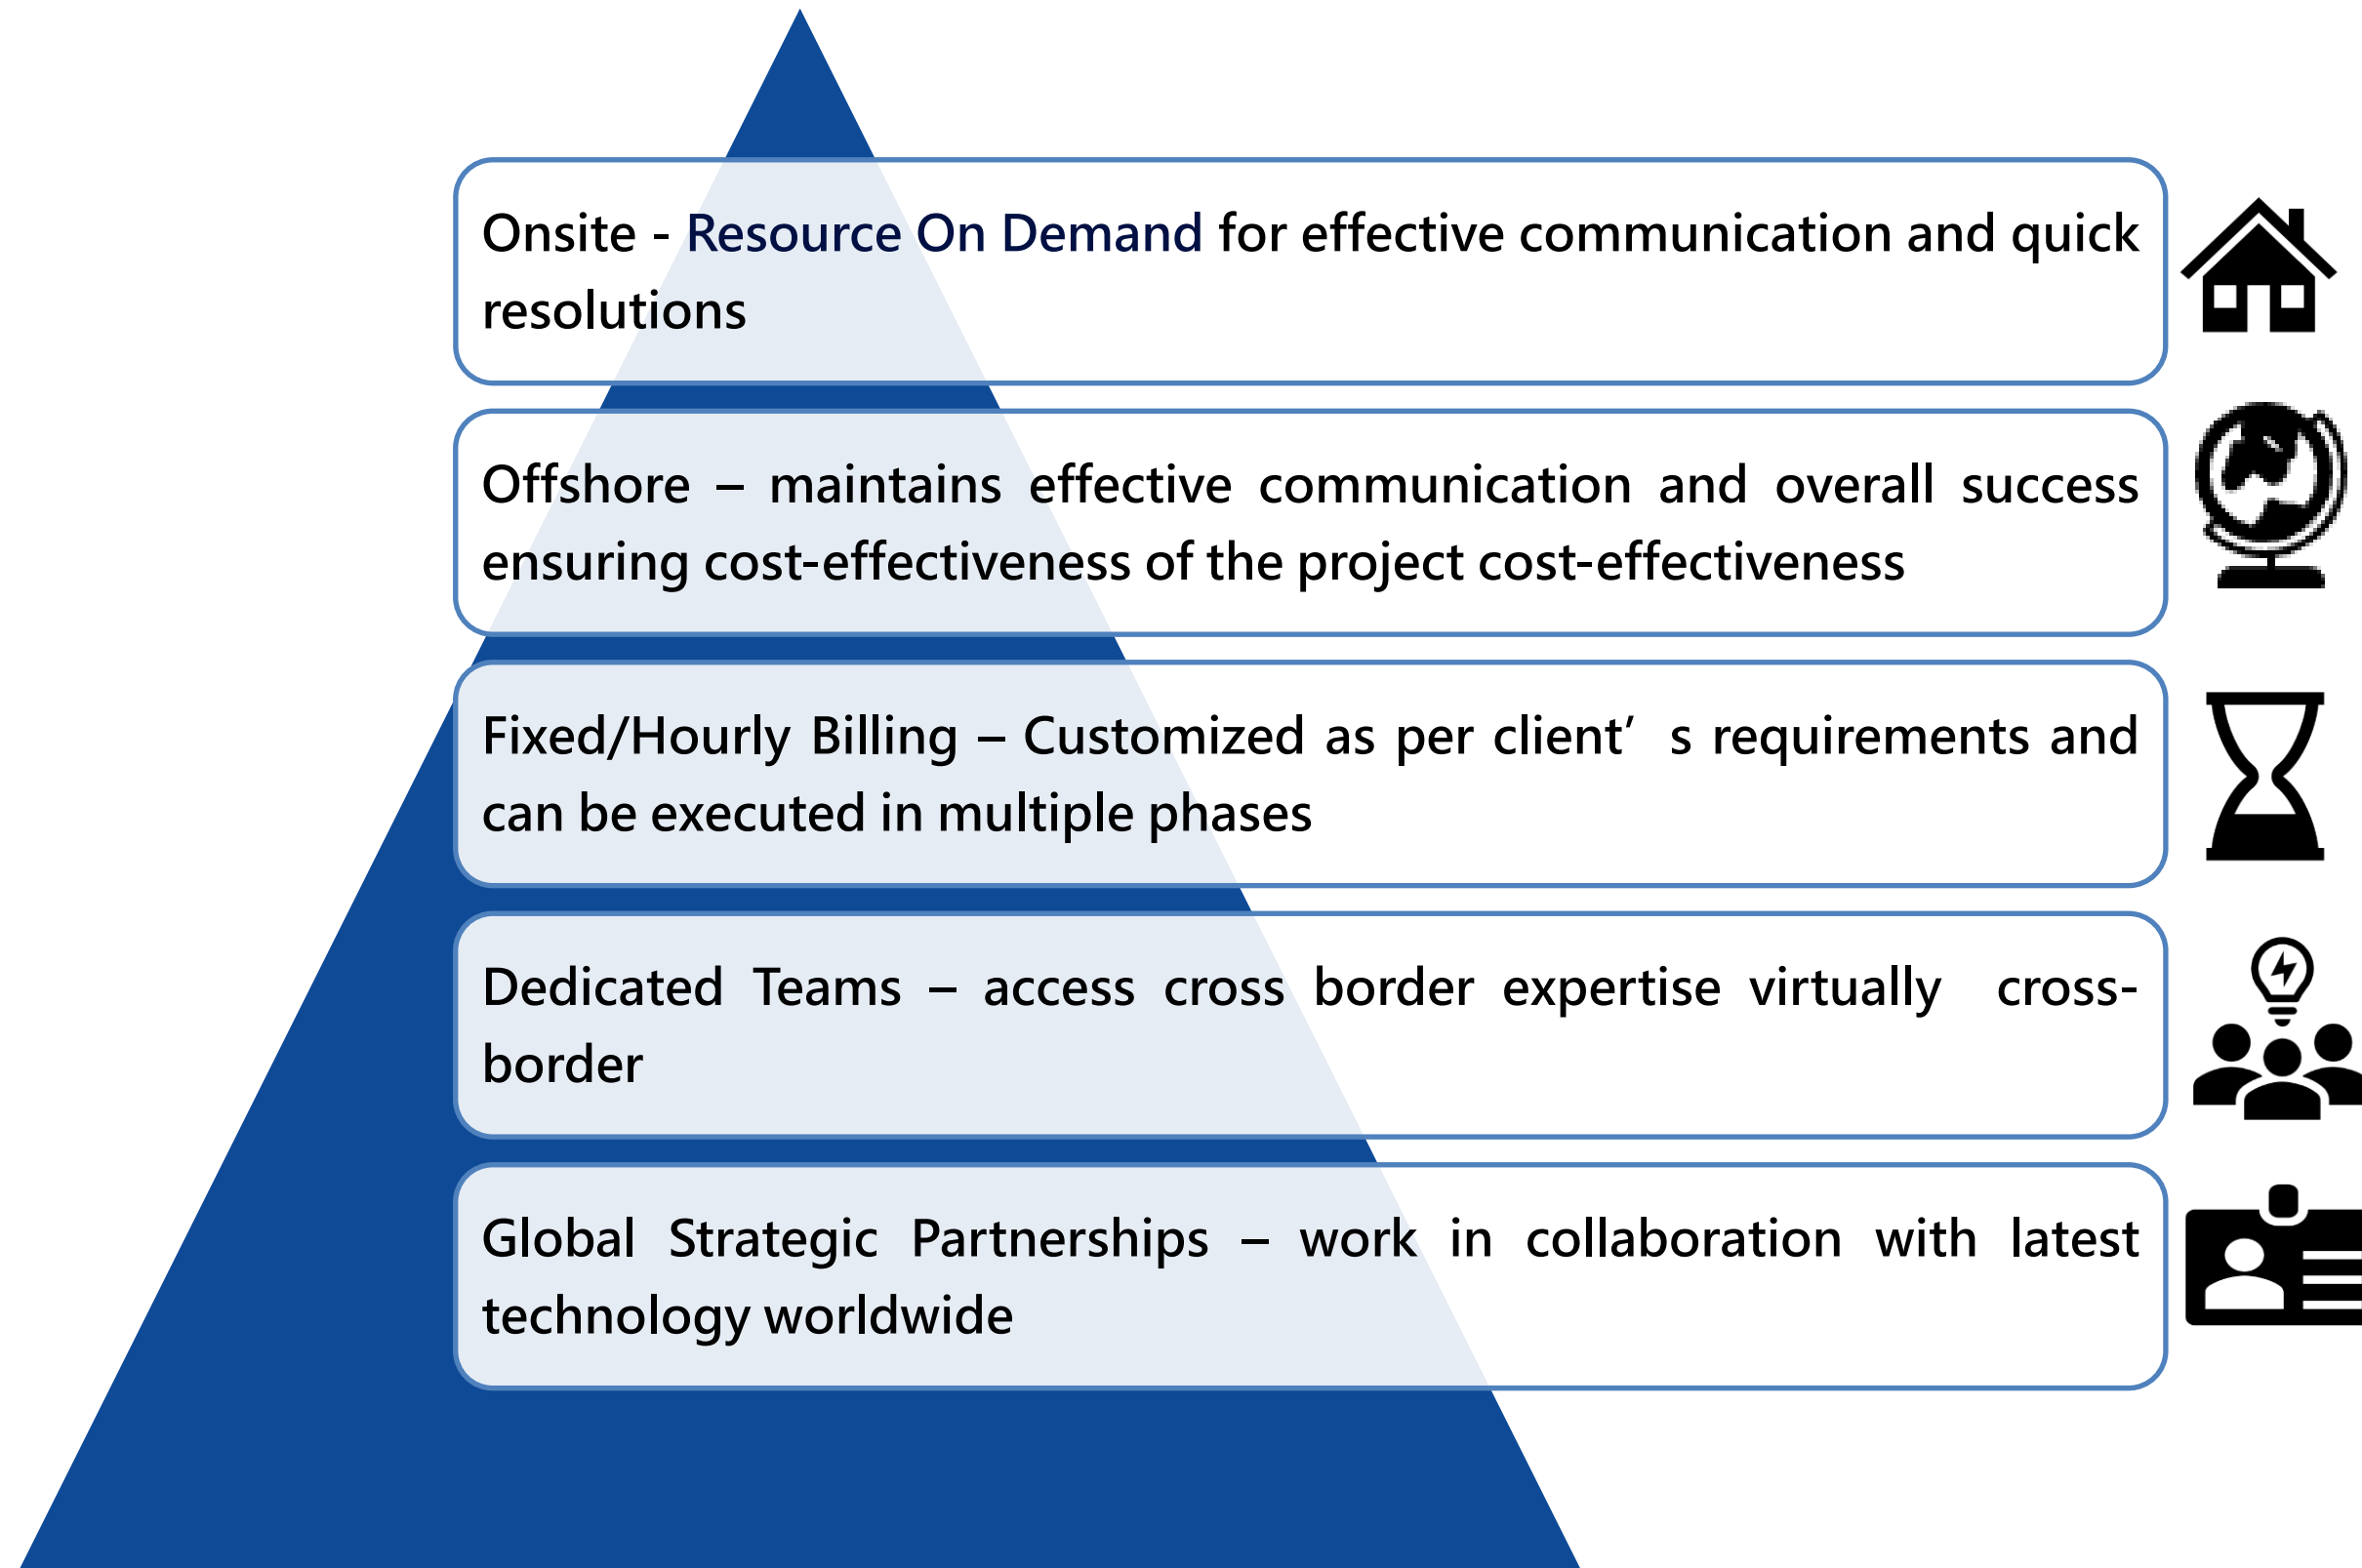 Onsite - Resource On Demand for effective communication and quick
resolutions
Offshore – maintains effective communication and overall success
ensuring cost-effectiveness of the project cost-effectiveness
Fixed/Hourly Billing – Customized as per client’ s requirements and
can be executed in multiple phases
Dedicated Teams – access cross border expertise virtually cross-
border
Global Strategic Partnerships – work in collaboration with latest
technology worldwide